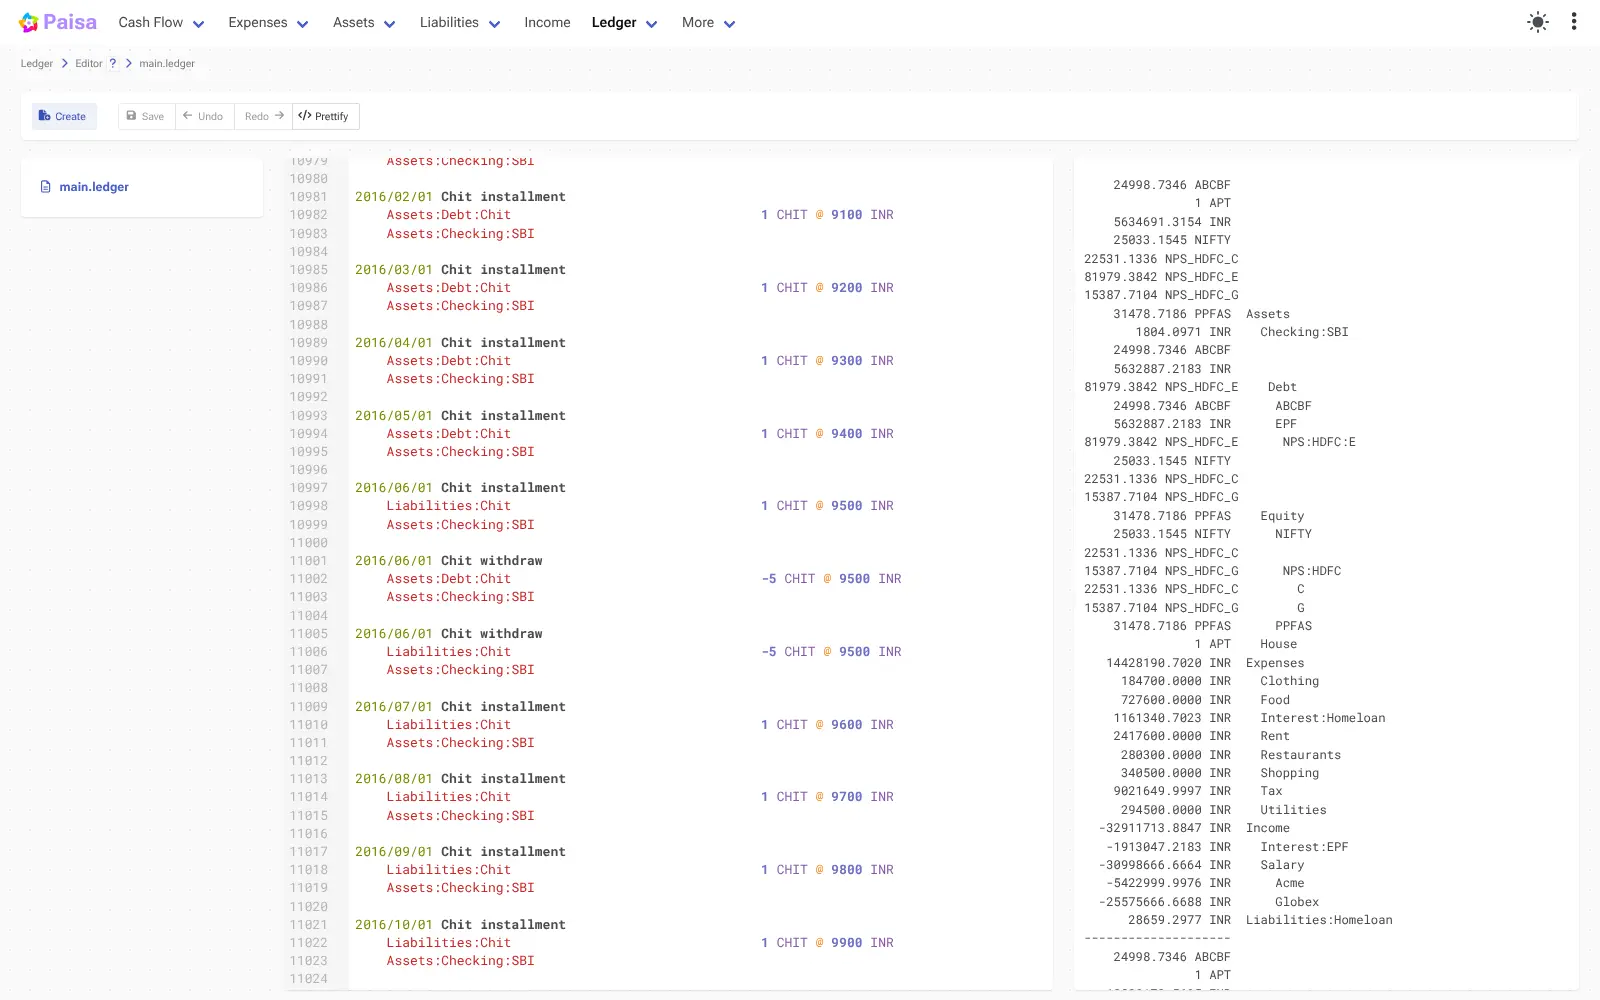 Paisa Cash Flow Expenses Assets Liabilities Income Ledger More
Ledger Editor ? main.ledger
Create Save Undo Redo </> Prettify
main.ledger
10979 Assets:Checking:SBI
10980
10981 2016/02/01 Chit installment
10982 Assets:Debt:Chit 1 CHIT @ 9100 INR
10983 Assets:Checking:SBI
10984
10985 2016/03/01 Chit installment
10986 Assets:Debt:Chit 1 CHIT @ 9200 INR
10987 Assets:Checking:SBI
10988
10989 2016/04/01 Chit installment
10990 Assets:Debt:Chit 1 CHIT @ 9300 INR
10991 Assets:Checking:SBI
10992
10993 2016/05/01 Chit installment
10994 Assets:Debt:Chit 1 CHIT @ 9400 INR
10995 Assets:Checking:SBI
10996
10997 2016/06/01 Chit installment
10998 Liabilities:Chit 1 CHIT @ 9500 INR
10999 Assets:Checking:SBI
11000
11001 2016/06/01 Chit withdraw
11002 Assets:Debt:Chit -5 CHIT @ 9500 INR
11003 Assets:Checking:SBI
11004
11005 2016/06/01 Chit withdraw
11006 Liabilities:Chit -5 CHIT @ 9500 INR
11007 Assets:Checking:SBI
11008
11009 2016/07/01 Chit installment
11010 Liabilities:Chit 1 CHIT @ 9600 INR
11011 Assets:Checking:SBI
11012
11013 2016/08/01 Chit installment
11014 Liabilities:Chit 1 CHIT @ 9700 INR
11015 Assets:Checking:SBI
11016
11017 2016/09/01 Chit installment
11018 Liabilities:Chit 1 CHIT @ 9800 INR
11019 Assets:Checking:SBI
11020
11021 2016/10/01 Chit installment
11022 Liabilities:Chit 1 CHIT @ 9900 INR
11023 Assets:Checking:SBI
11024
24998.7346 ABCBF
1 APT
5634691.3154 INR
25033.1545 NIFTY
22531.1336 NPS_HDFC_C
81979.3842 NPS_HDFC_E
15387.7104 NPS_HDFC_G
31478.7186 PPFAS Assets
1804.0971 INR Checking:SBI
24998.7346 ABCBF
5632887.2183 INR
81979.3842 NPS_HDFC_E Debt
24998.7346 ABCBF ABCBF
5632887.2183 INR EPF
81979.3842 NPS_HDFC_E NPS:HDFC:E
25033.1545 NIFTY
22531.1336 NPS_HDFC_C
15387.7104 NPS_HDFC_G
31478.7186 PPFAS Equity
25033.1545 NIFTY NIFTY
22531.1336 NPS_HDFC_C
15387.7104 NPS_HDFC_G NPS:HDFC
22531.1336 NPS_HDFC_C C
15387.7104 NPS_HDFC_G G
31478.7186 PPFAS PPFAS
1 APT House
14428190.7020 INR Expenses
184700.0000 INR Clothing
727600.0000 INR Food
1161340.7023 INR Interest:Homeloan
2417600.0000 INR Rent
280300.0000 INR Restaurants
340500.0000 INR Shopping
9021649.9997 INR Tax
294500.0000 INR Utilities
-32911713.8847 INR Income
-1913047.2183 INR Interest:EPF
-30998666.6664 INR Salary
-5422999.9976 INR Acme
-25575666.6688 INR Globex
28659.2977 INR Liabilities:Homeloan
--------------------
24998.7346 ABCBF
1 APT